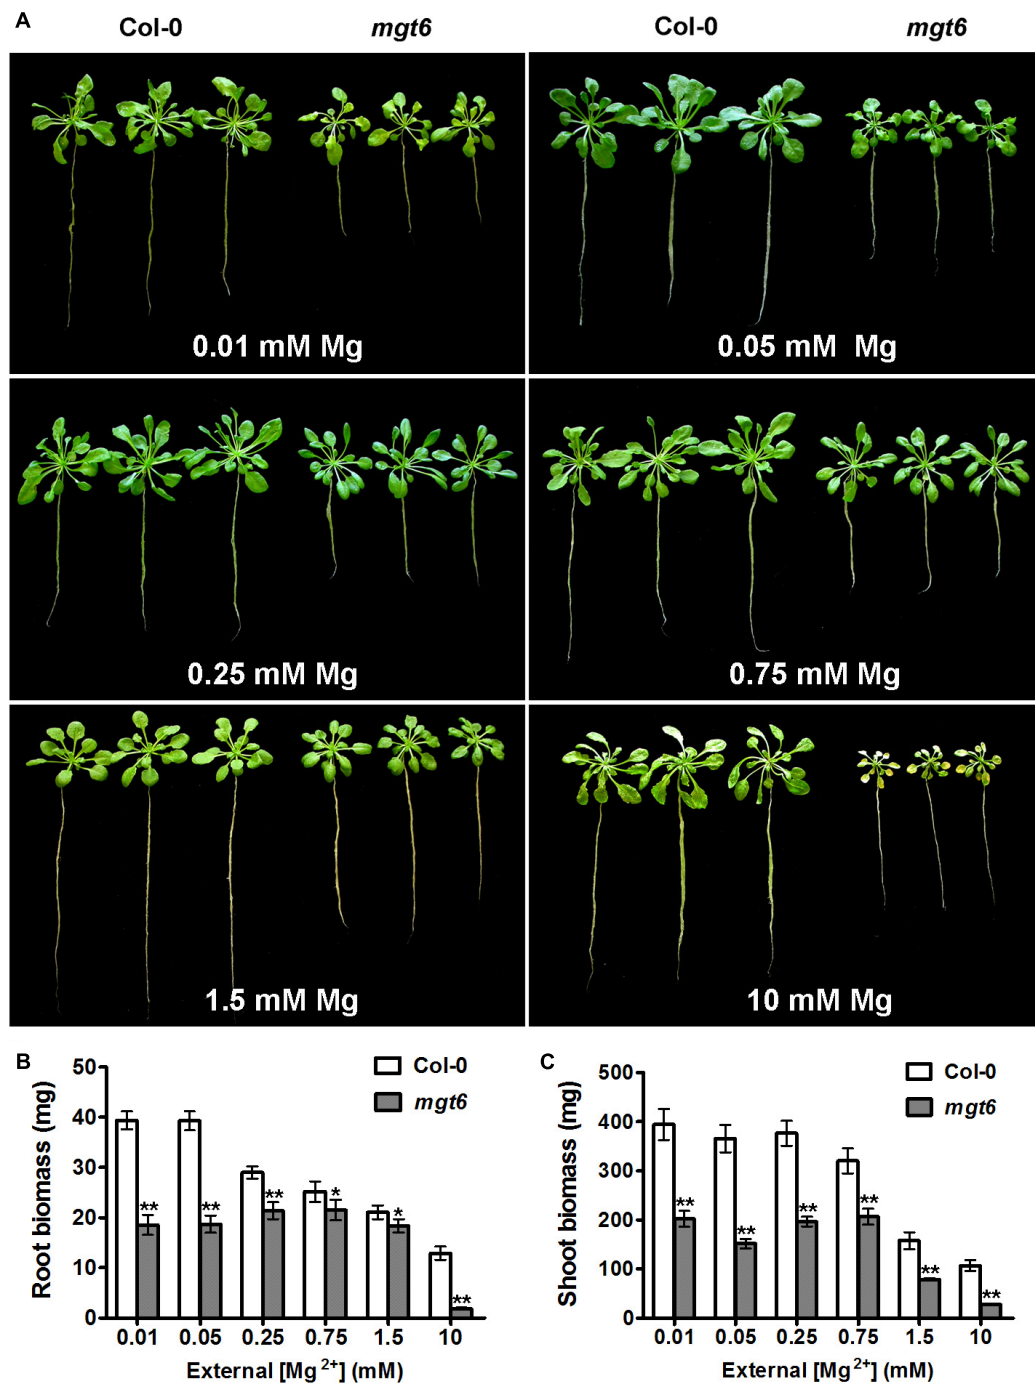 A
Col-0 mgt6 Col-0 mgt6
0.01 mM Mg
0.05 mM Mg
0.25 mM Mg
0.75 mM Mg
1.5 mM Mg
10 mM Mg
B
Root biomass (mg)
50
40
30
20
10
0
Col-0
mgt6
** ** ** * * **
0.01 0.05 0.25 0.75 1.5 10
External [Mg2+] (mM)
C
Shoot biomass (mg)
500
400
300
200
100
0
Col-0
mgt6
** ** ** ** ** **
0.01 0.05 0.25 0.75 1.5 10
External [Mg2+] (mM)